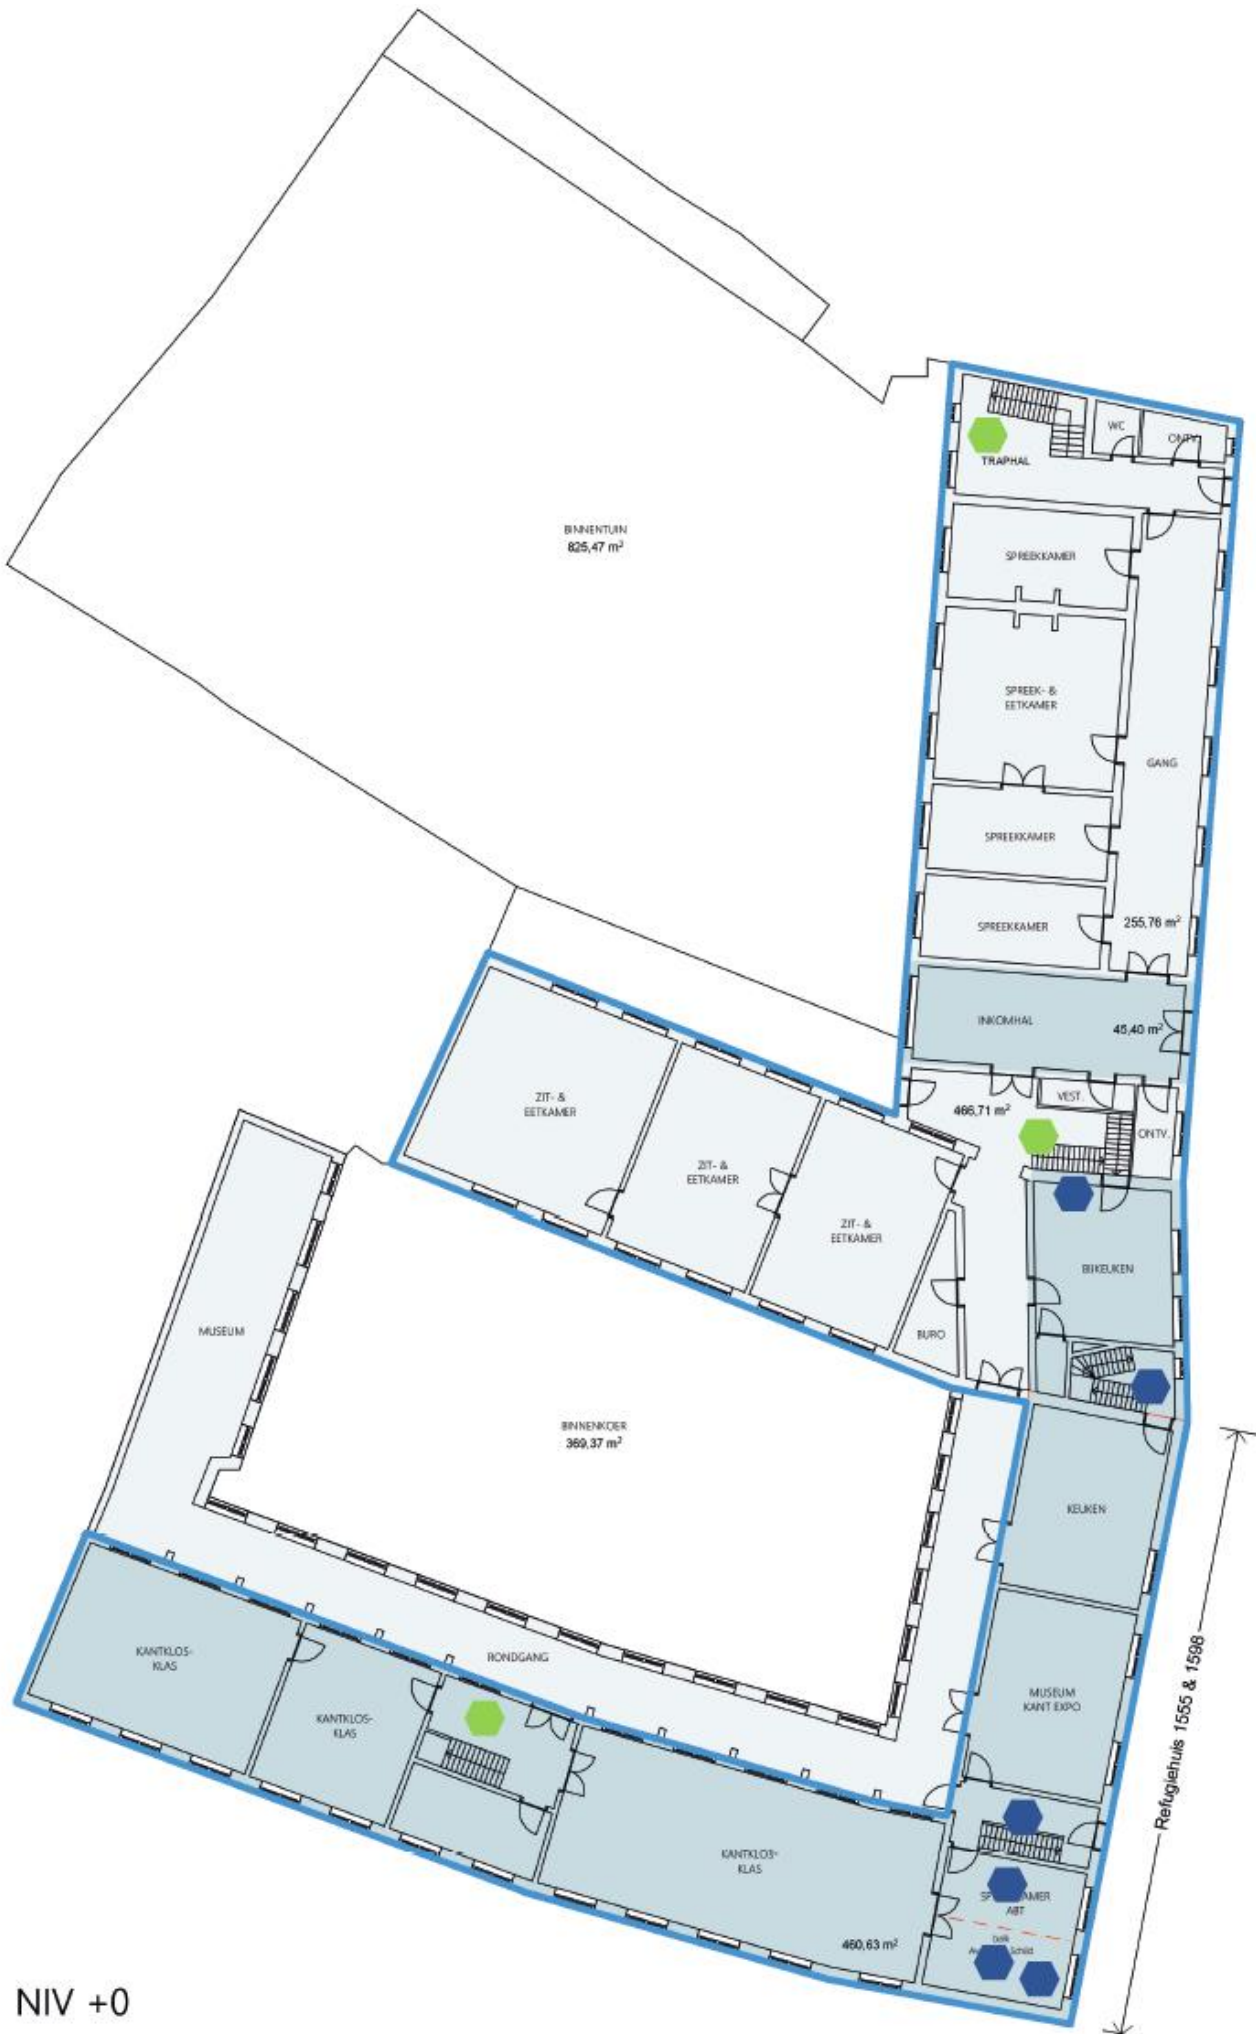 WC
ONTV.
TRAPHAL
BINNENTUIN
825,47 m²
SPREEKKAMER
SPREEK- &
EETKAMER
GANG
SPREEKKAMER
SPREEKKAMER
255,76 m²
INKOMHAL
45,40 m²
VEST.
466,71 m²
ONTV.
ZIT- &
EETKAMER
ZIT- &
EETKAMER
ZIT- &
EETKAMER
BIJKEUKEN
MUSEUM
BURO
BINNENKOER
369,37 m²
KEUKEN
KANTKLOS-
KLAS
RONDGANG
KANTKLOS-
KLAS
MUSEUM
KANT EXPO
Refugiehuis 1555 & 1598
KANTKLOS-
KLAS
ABT
460,63 m²
Schild
NIV +0